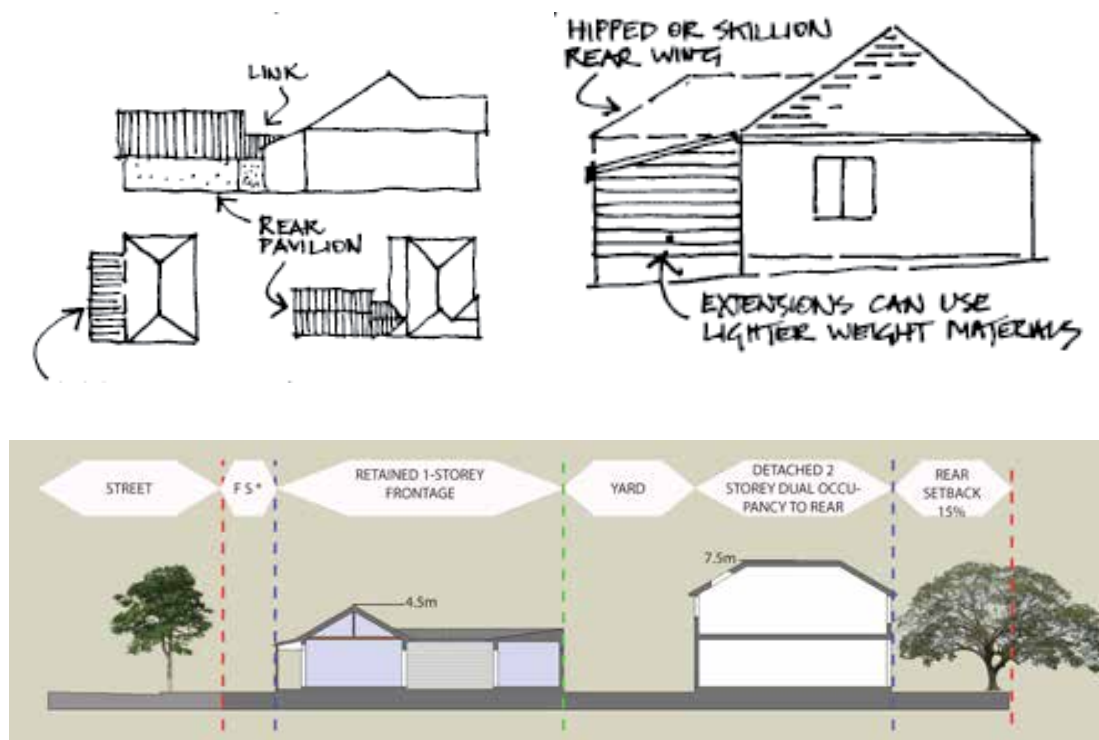 LINK
REAR
PAVILION
HIPPED OR SKILLION
REAR WING
EXTENSIONS CAN USE
LIGHTER WEIGHT MATERIALS
STREET
F S*
RETAINED 1-STOREY
FRONTAGE
YARD
DETACHED 2
STOREY DUAL OCCU-
PANCY TO REAR
REAR
SETBACK
15%
4.5m
7.5m